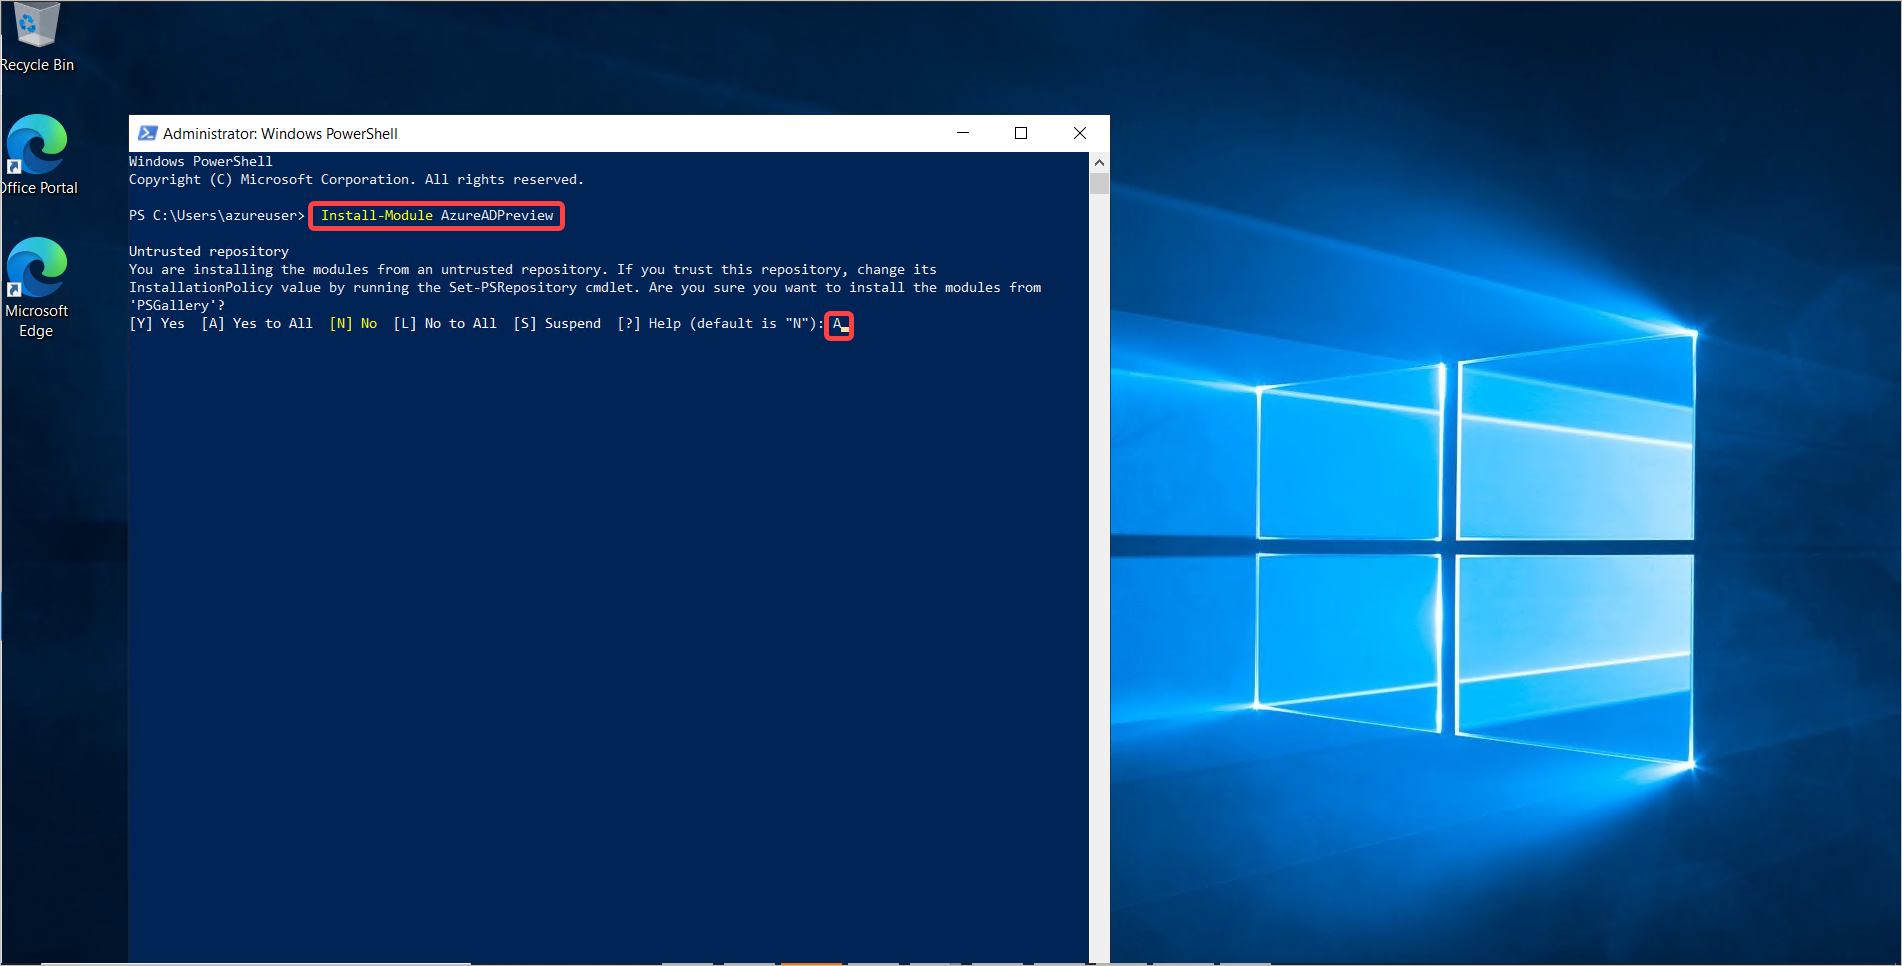 Recycle Bin
Office Portal
Microsoft
Edge
Administrator: Windows PowerShell
Windows PowerShell
Copyright (C) Microsoft Corporation. All rights reserved.
PS C:\Users\azureuser> Install-Module AzureADPreview
Untrusted repository
You are installing the modules from an untrusted repository. If you trust this repository, change its
InstallationPolicy value by running the Set-PSRepository cmdlet. Are you sure you want to install the modules from
'PSGallery'?
[Y] Yes  [A] Yes to All  [N] No  [L] No to All  [S] Suspend  [?] Help (default is "N"): A